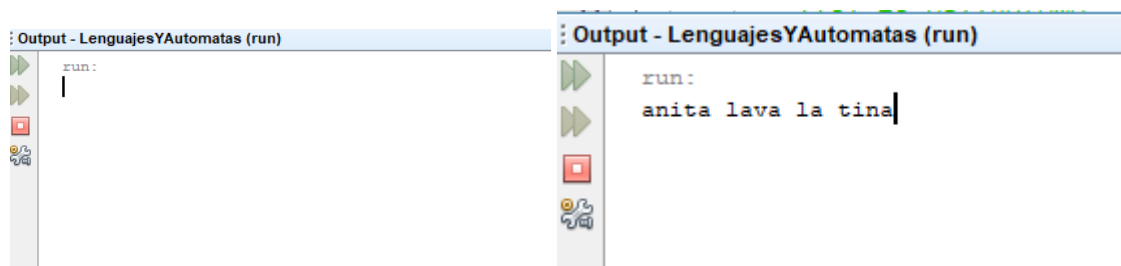 Output - LenguajesYAutomatas (run)
run:
Output - LenguajesYAutomatas (run)
run:
anita lava la tina